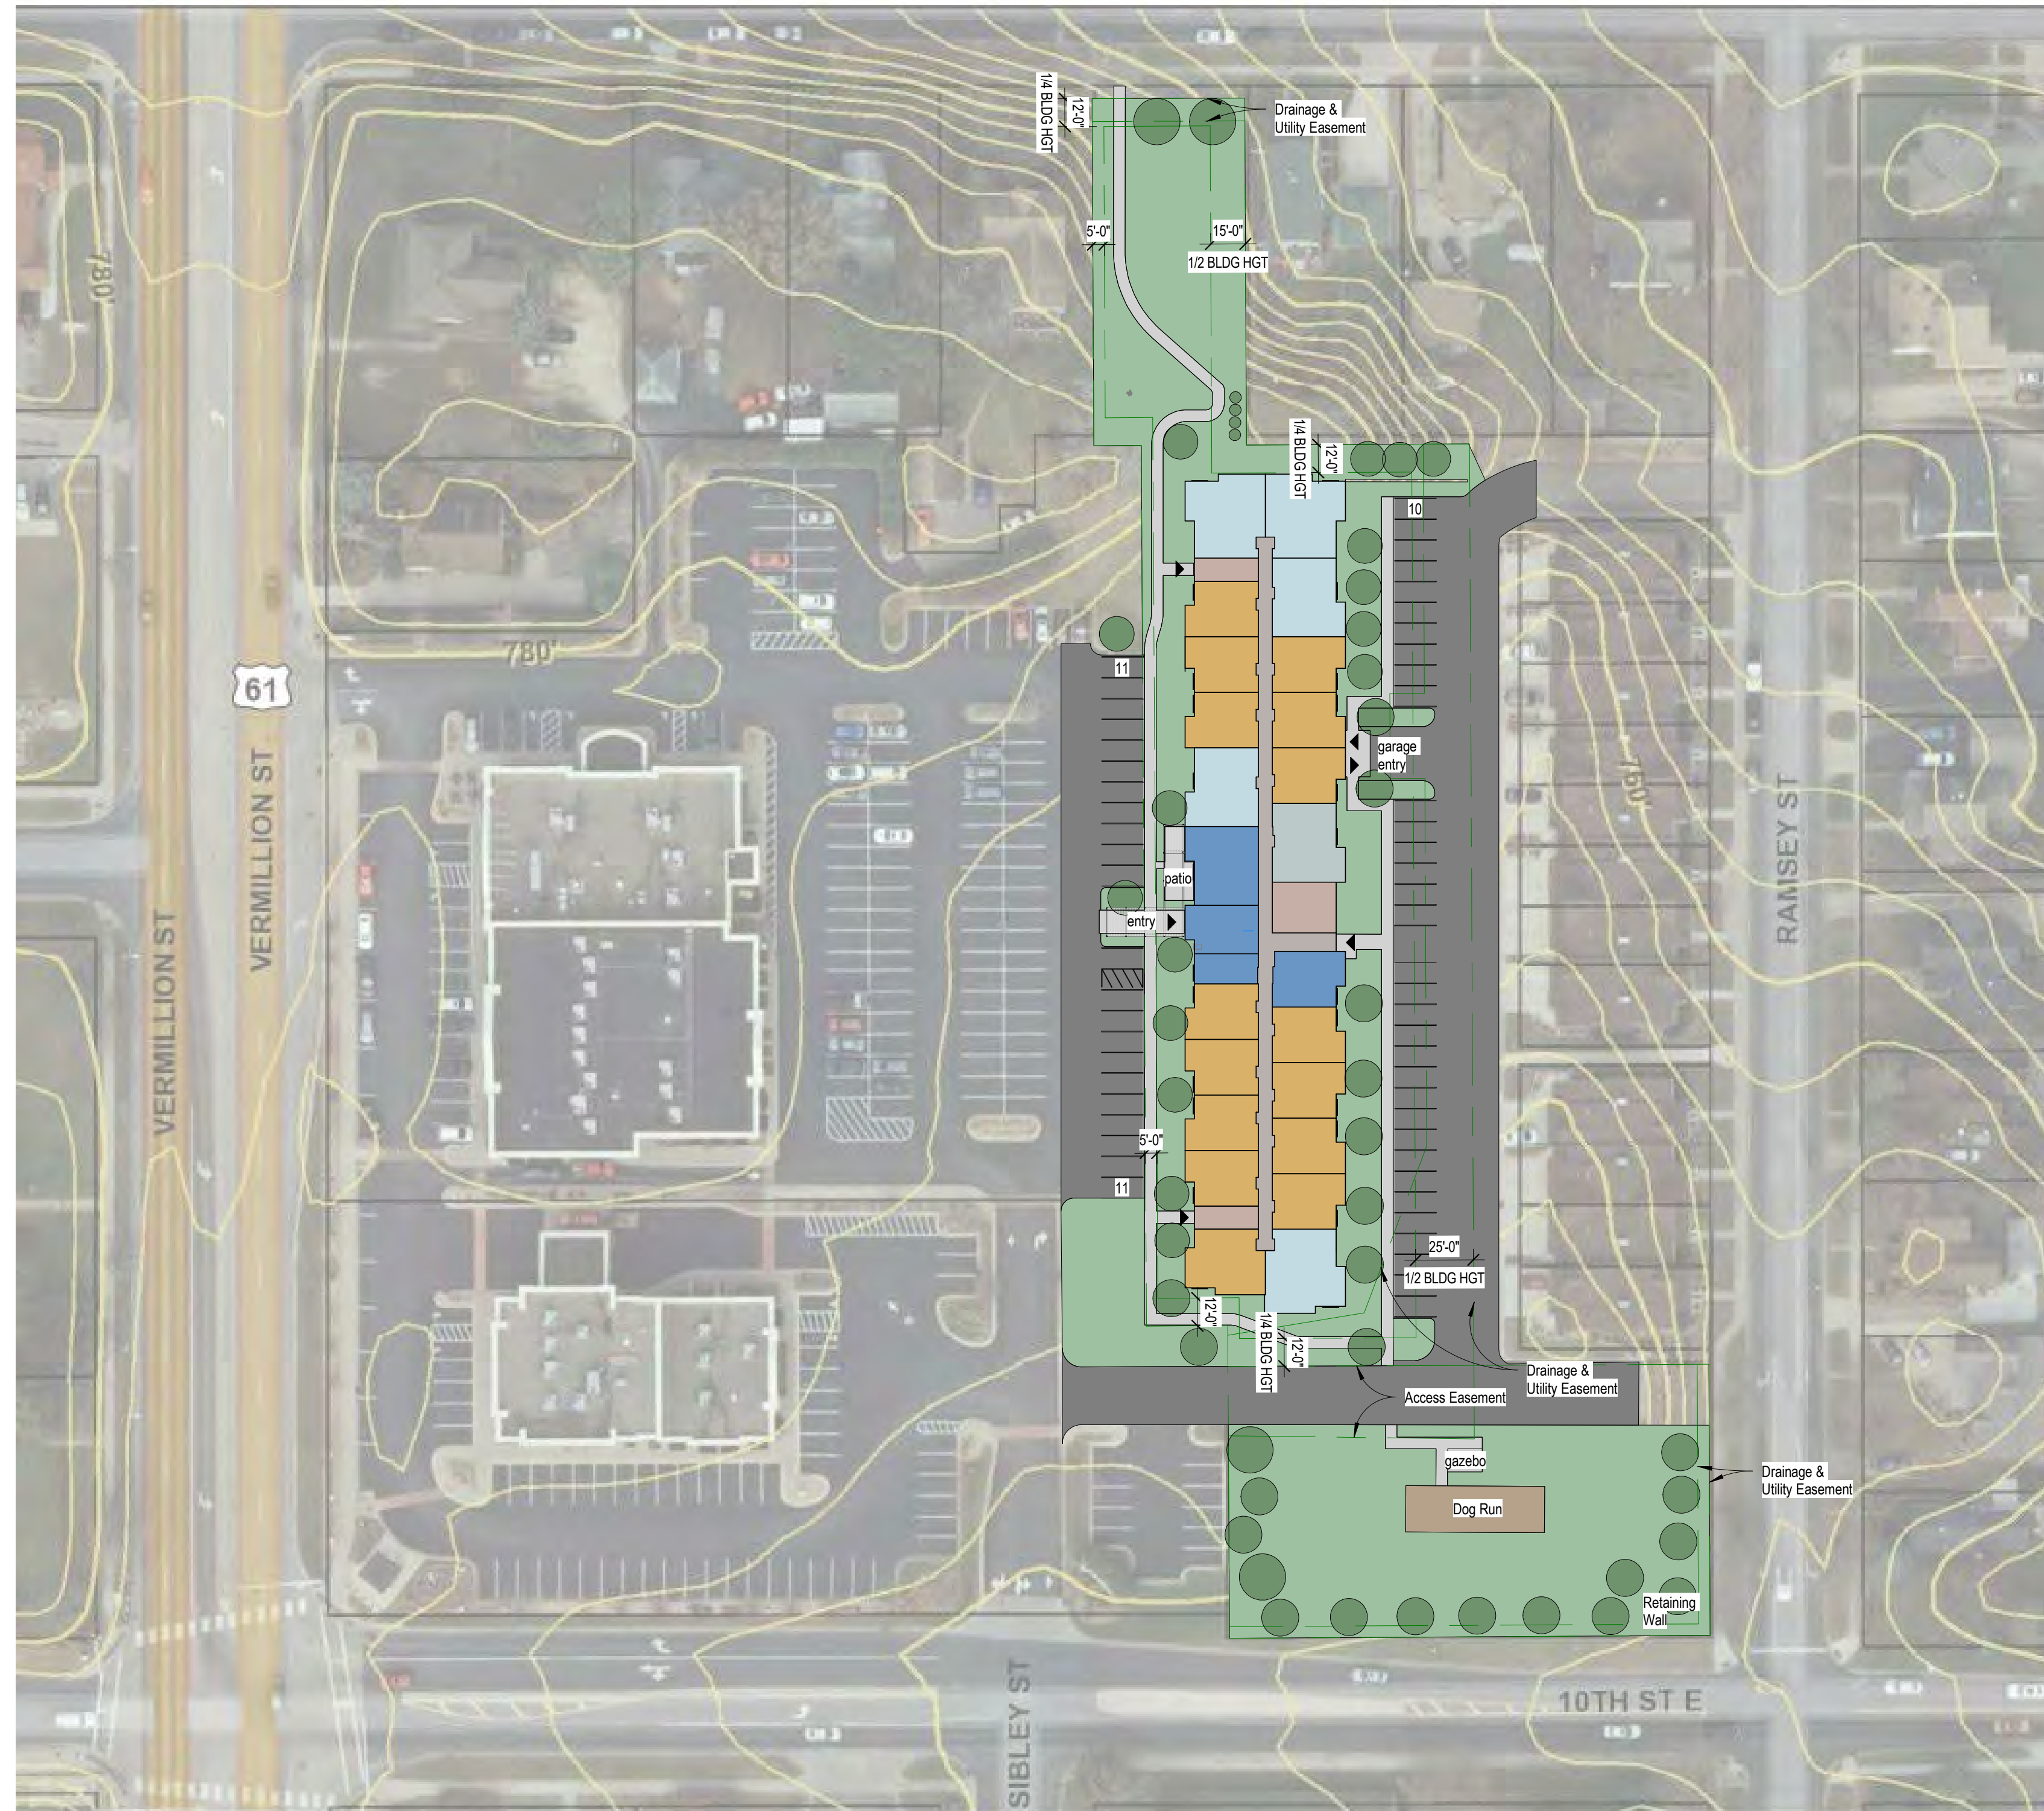 1/4 BLDG HGT
12'-0"
Drainage &
Utility Easement
5'-0"
15'-0"
1/2 BLDG HGT
780'
1/4 BLDG HGT
12'-0"
10
780'
11
61
garage
entry
760'
VERMILLION ST
VERMILLION ST
RAMSEY ST
patio
entry
5'-0"
11
25'-0"
1/2 BLDG HGT
12'-0"
1/4 BLDG HGT
12'-0"
Drainage &
Utility Easement
Access Easement
gazebo
Drainage &
Utility Easement
Dog Run
Retaining
Wall
10TH ST E
SIBLEY ST